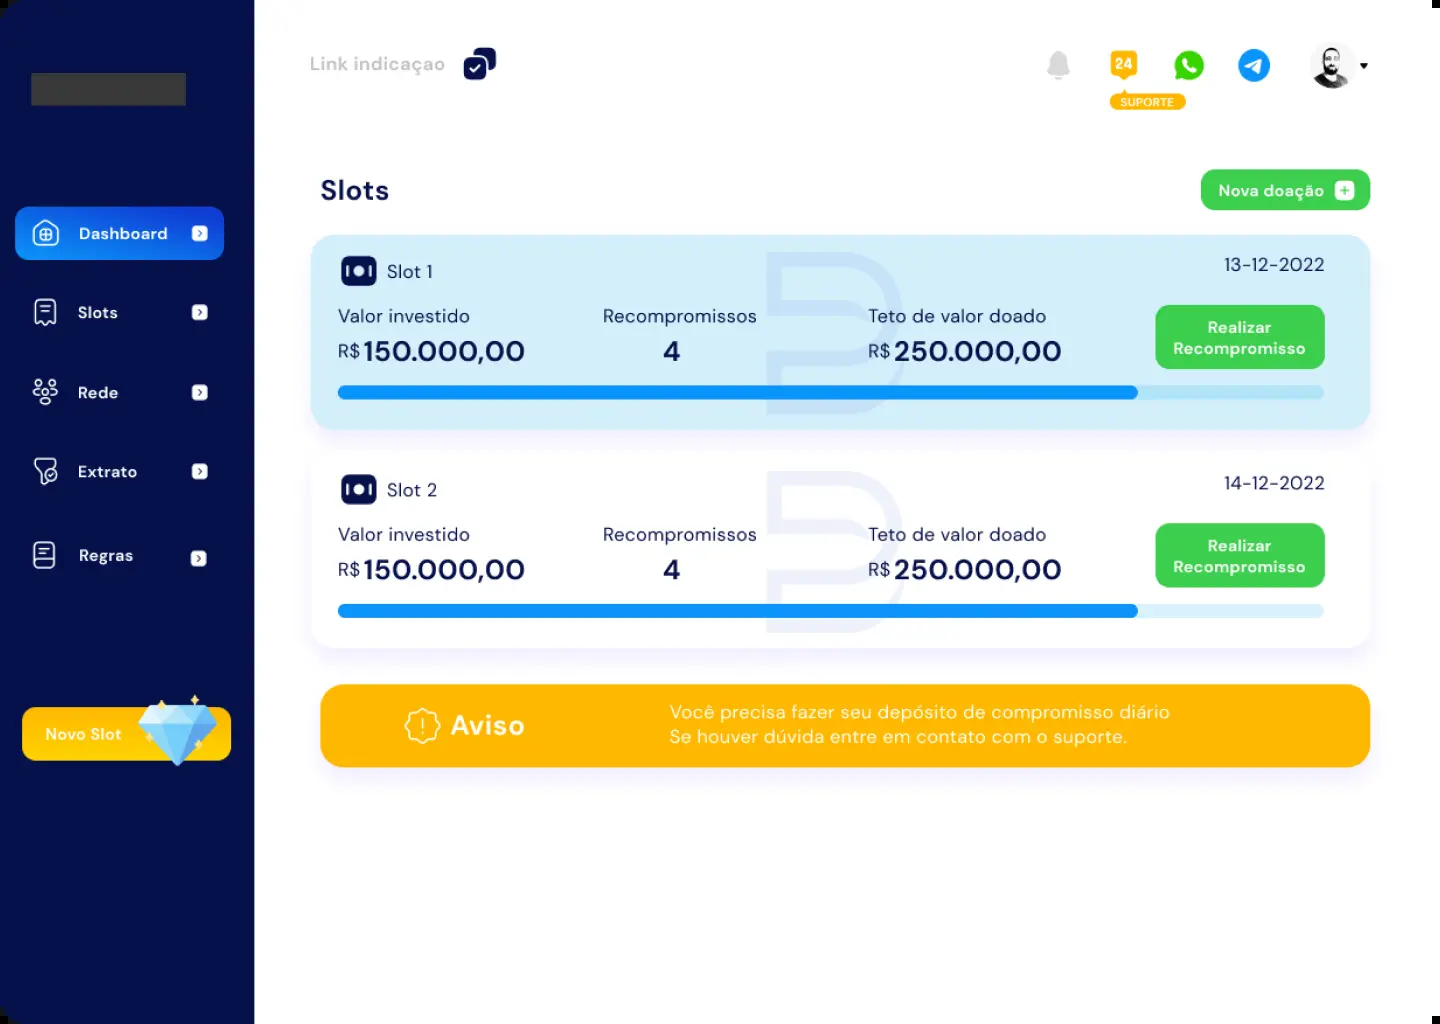 Link indicaçao
24
SUPORTE
Dashboard
Slots
Rede
Extrato
Regras
Novo Slot
Slots
Nova doação
Slot 1
13-12-2022
Valor investido
Recompromissos
Teto de valor doado
R$ 150.000,00
4
R$ 250.000,00
Realizar
Recompromisso
Slot 2
14-12-2022
Valor investido
Recompromissos
Teto de valor doado
R$ 150.000,00
4
R$ 250.000,00
Realizar
Recompromisso
Aviso
Você precisa fazer seu depósito de compromisso diário
Se houver dúvida entre em contato com o suporte.